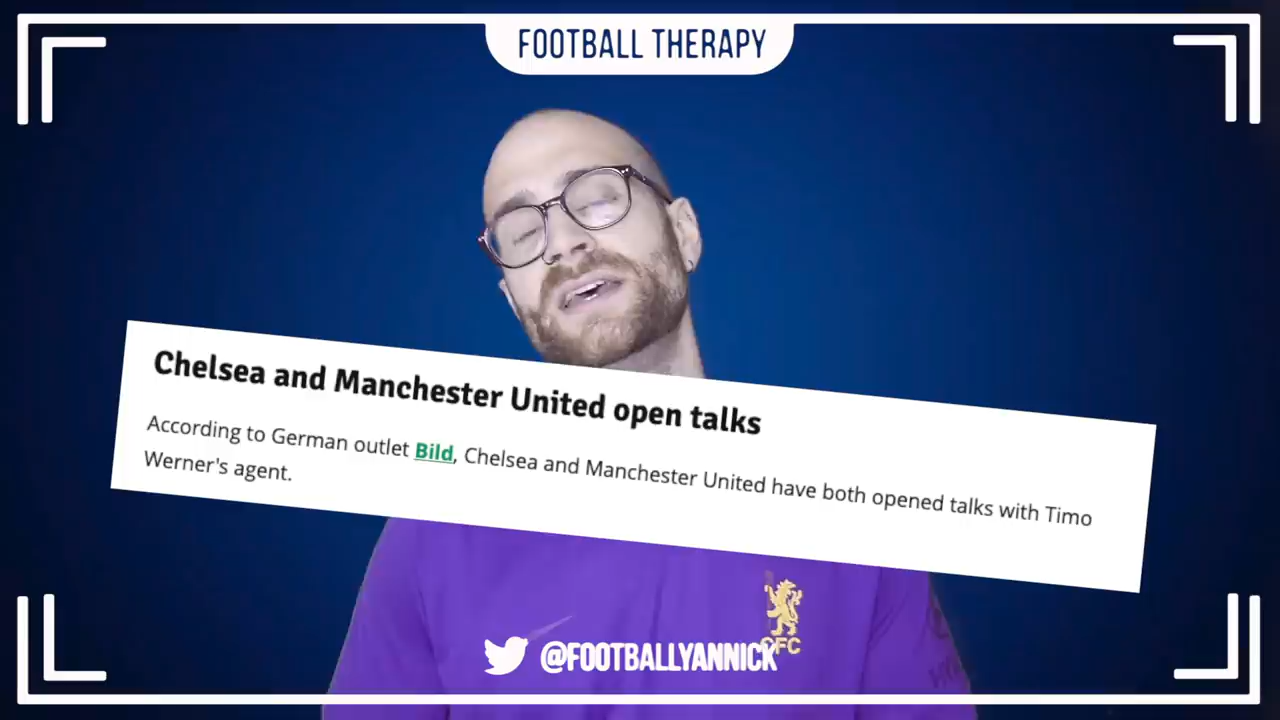 FOOTBALL THERAPY
Chelsea and Manchester United open talks
According to German outlet Bild, Chelsea and Manchester United have both opened talks with Timo
Werner's agent.
CFC
@FOOTBALLYANNICK